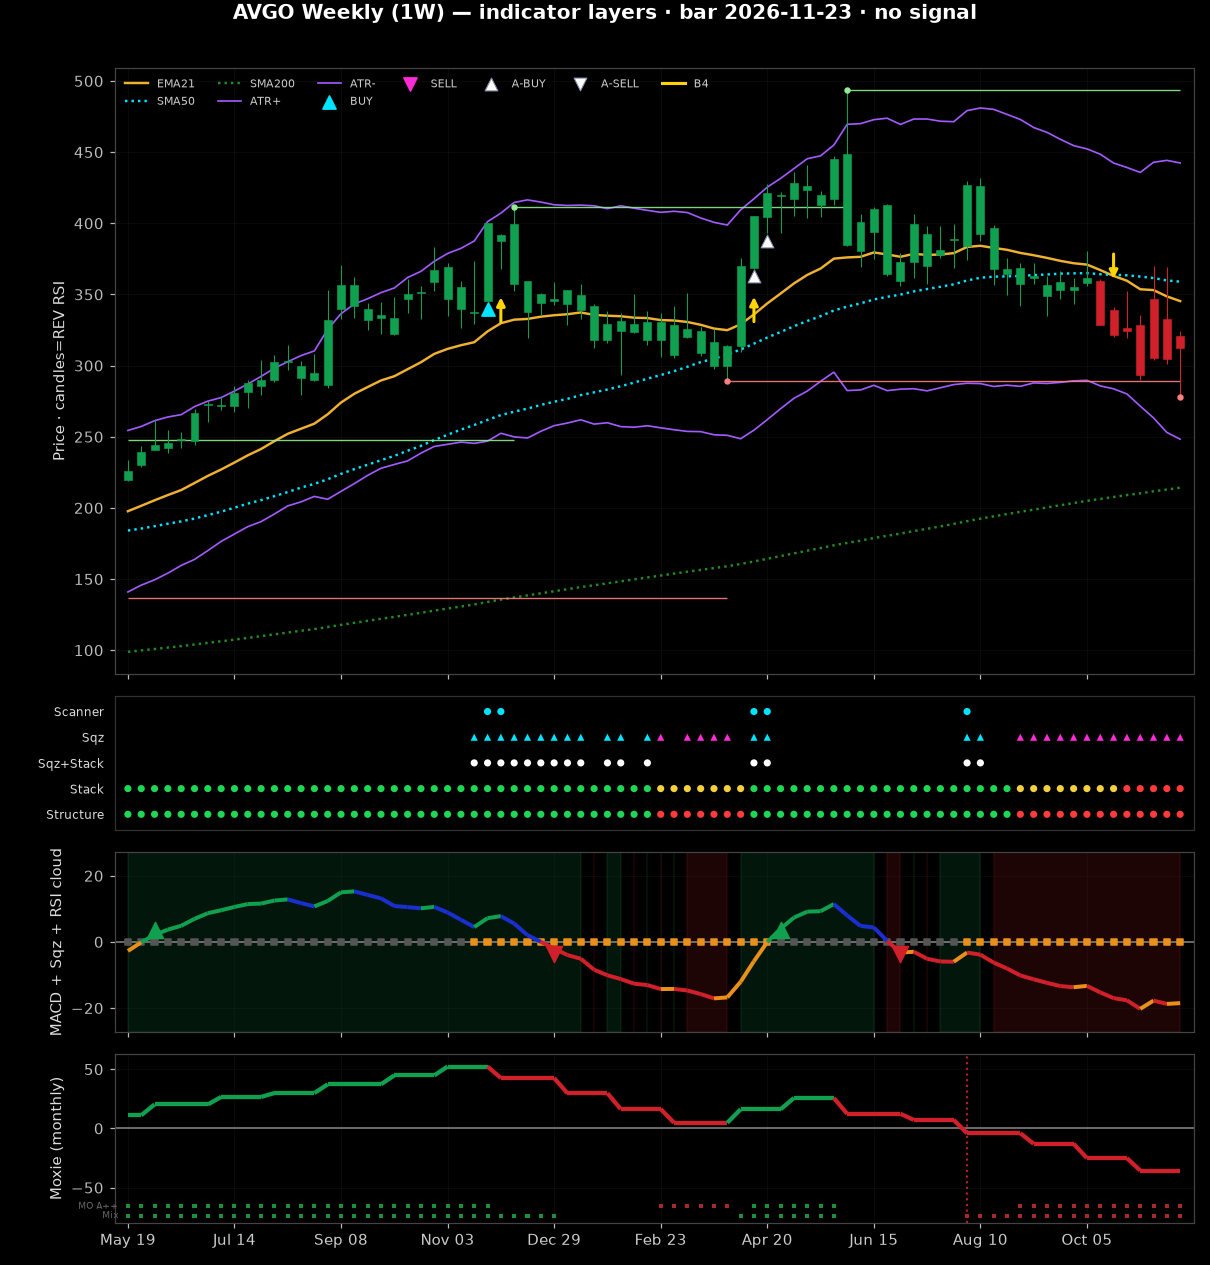 AVGO Weekly (1W) — indicator layers · bar 2026-11-23 · no signal
EMA21 SMA200 ATR- SELL A-BUY A-SELL B4
SMA50 ATR+ BUY
Price · candles=REV RSI
500
450
400
350
300
250
200
150
100
Scanner
Sqz
Sqz+Stack
Stack
Structure
MACD + Sqz + RSI cloud
20
0
−20
Moxie (monthly)
50
0
−50
MO A++
Mix
May 19 Jul 14 Sep 08 Nov 03 Dec 29 Feb 23 Apr 20 Jun 15 Aug 10 Oct 05